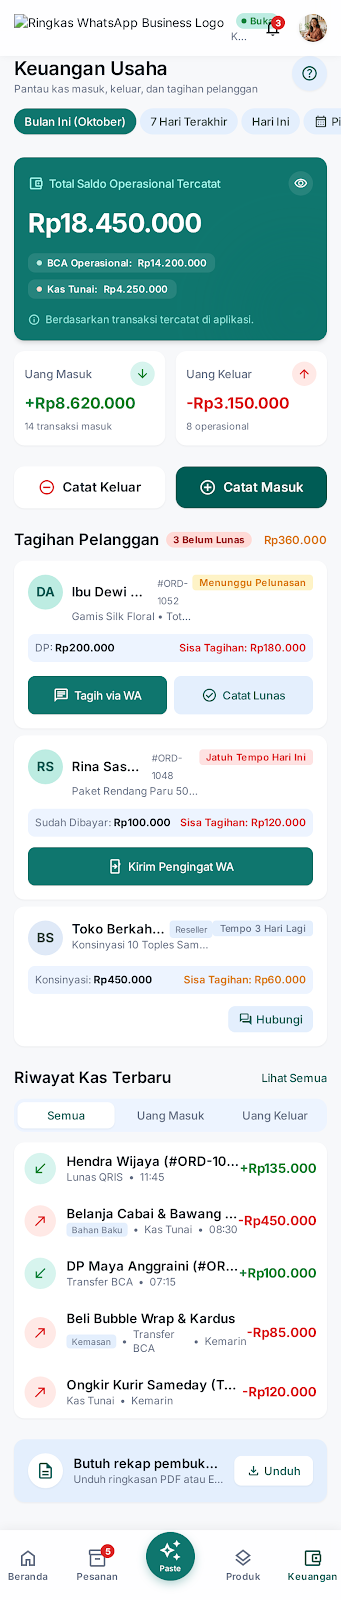 Ringkas WhatsApp Business Logo
Buka
K...
3
Keuangan Usaha
Pantau kas masuk, keluar, dan tagihan pelanggan
Bulan Ini (Oktober)
7 Hari Terakhir
Hari Ini
Pi
Total Saldo Operasional Tercatat
Rp18.450.000
BCA Operasional: Rp14.200.000
Kas Tunai: Rp4.250.000
Berdasarkan transaksi tercatat di aplikasi.
Uang Masuk
+Rp8.620.000
14 transaksi masuk
Uang Keluar
-Rp3.150.000
8 operasional
Catat Keluar
Catat Masuk
Tagihan Pelanggan
3 Belum Lunas
Rp360.000
DA
Ibu Dewi ...
#ORD-1052
Menunggu Pelunasan
Gamis Silk Floral • Tot...
DP: Rp200.000
Sisa Tagihan: Rp180.000
Tagih via WA
Catat Lunas
RS
Rina Sas...
#ORD-1048
Jatuh Tempo Hari Ini
Paket Rendang Paru 50...
Sudah Dibayar: Rp100.000
Sisa Tagihan: Rp120.000
Kirim Pengingat WA
BS
Toko Berkah...
Reseller
Tempo 3 Hari Lagi
Konsinyasi 10 Toples Sam...
Konsinyasi: Rp450.000
Sisa Tagihan: Rp60.000
Hubungi
Riwayat Kas Terbaru
Lihat Semua
Semua
Uang Masuk
Uang Keluar
Hendra Wijaya (#ORD-10...
+Rp135.000
Lunas QRIS • 11:45
Belanja Cabai & Bawang ...
-Rp450.000
Bahan Baku • Kas Tunai • 08:30
DP Maya Anggraini (#OR...
+Rp100.000
Transfer BCA • 07:15
Beli Bubble Wrap & Kardus
-Rp85.000
Kemasan • Transfer BCA • Kemarin
Ongkir Kurir Sameday (T...
-Rp120.000
Kas Tunai • Kemarin
Butuh rekap pembuk...
Unduh ringkasan PDF atau E...
Unduh
Beranda
5
Pesanan
Paste
Produk
Keuangan